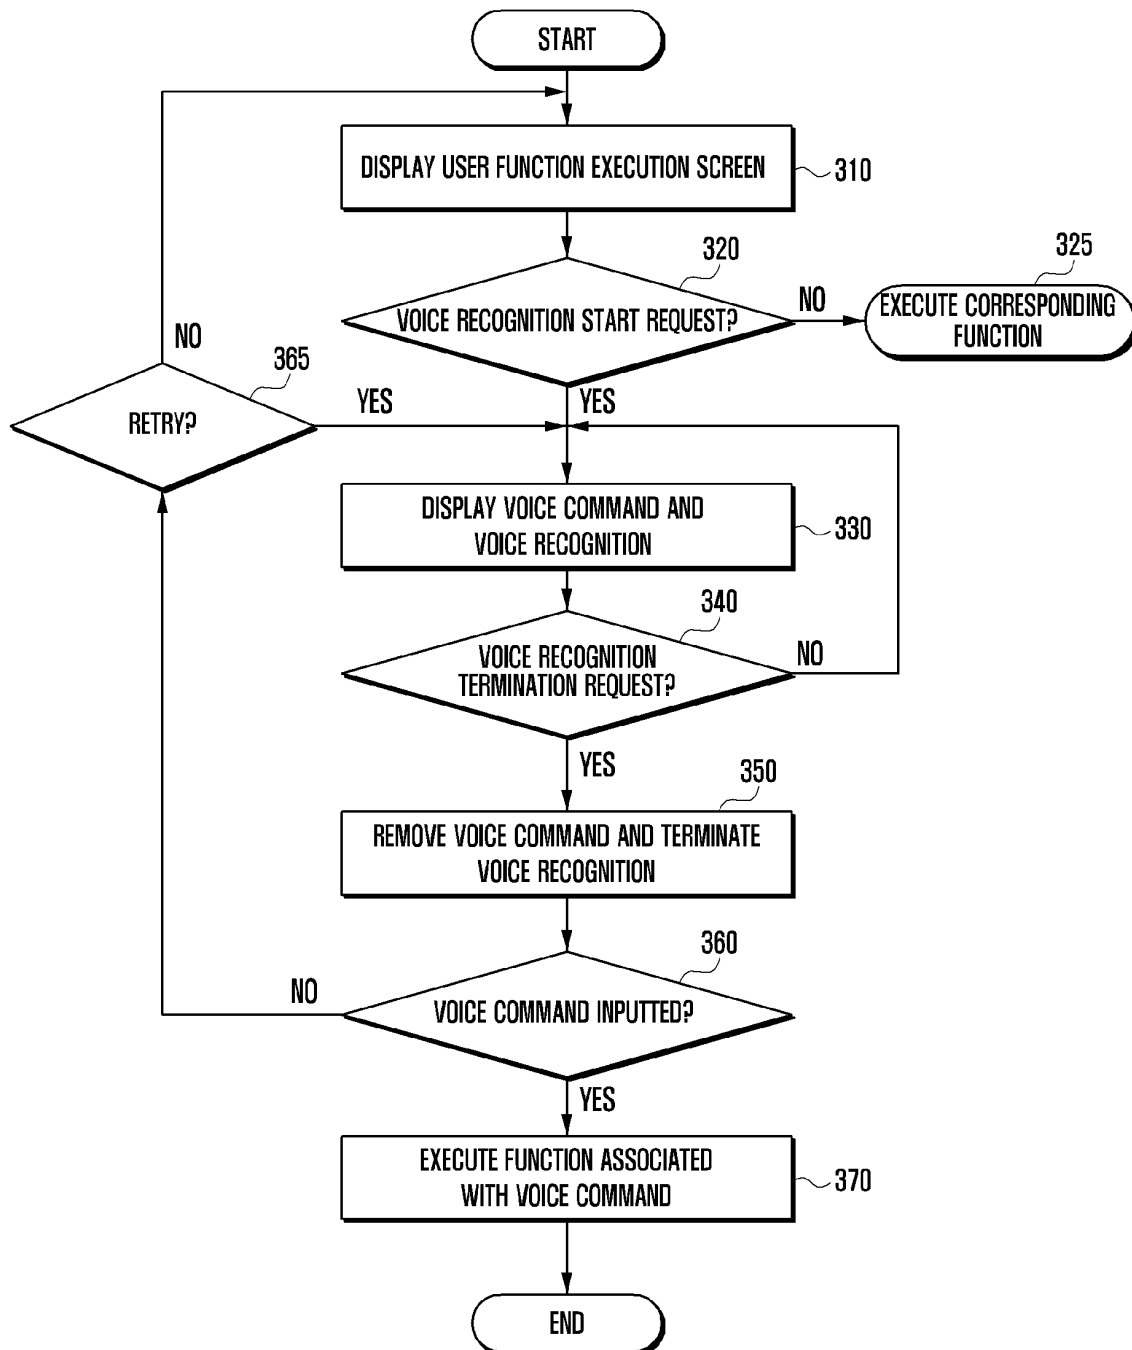 START
DISPLAY USER FUNCTION EXECUTION SCREEN
310
320
VOICE RECOGNITION START REQUEST?
NO
325
EXECUTE CORRESPONDING
FUNCTION
YES
NO
365
RETRY?
YES
DISPLAY VOICE COMMAND AND
VOICE RECOGNITION
330
340
VOICE RECOGNITION
TERMINATION REQUEST?
NO
YES
350
REMOVE VOICE COMMAND AND TERMINATE
VOICE RECOGNITION
360
VOICE COMMAND INPUTTED?
NO
YES
EXECUTE FUNCTION ASSOCIATED
WITH VOICE COMMAND
370
END